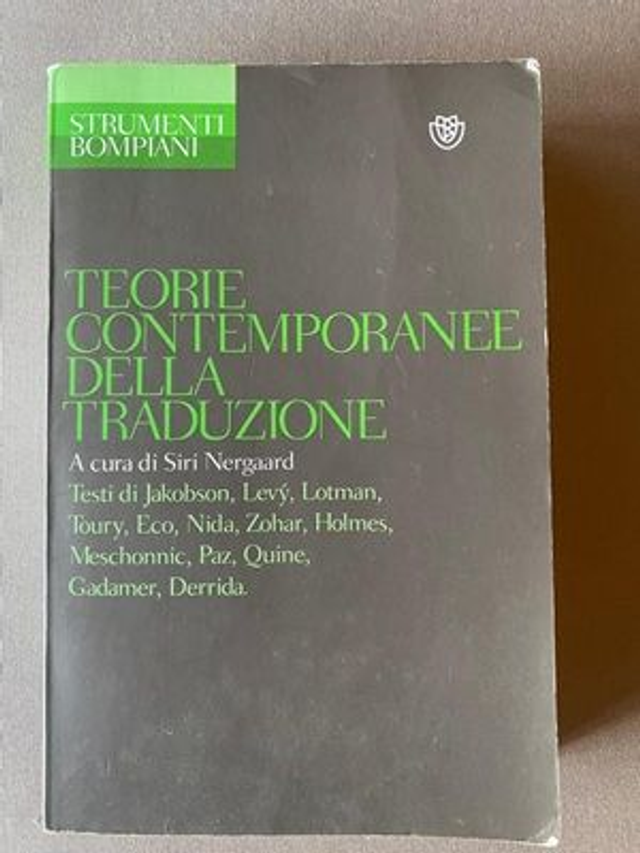 STRUMENTI
BOMPIANI
TEORIE
CONTEMPORANEE
DELLA
TRADUZIONE
A cura di Siri Nergaard
Testi di Jakobson, Levý, Lotman,
Toury, Eco, Nida, Zohar, Holmes,
Meschonnic, Paz, Quine,
Gadamer, Derrida.